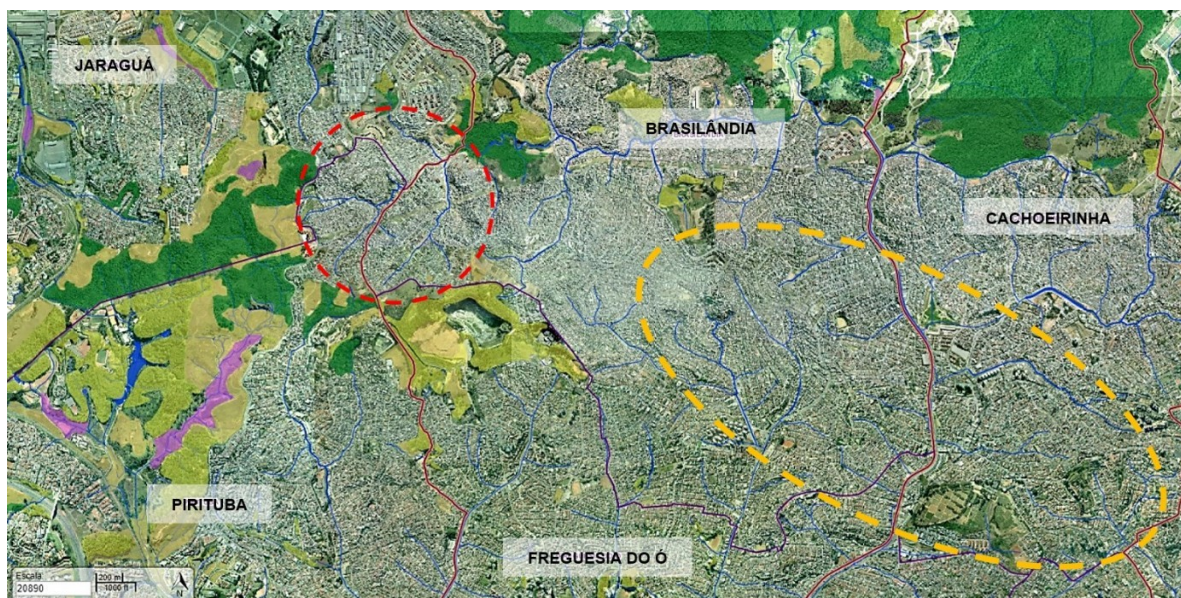 JARAGUÁ
BRASILÂNDIA
CACHOEIRINHA
PIRITUBA
FREGUESIA DO Ó
Escala
20890
200 m
1000 ft
N